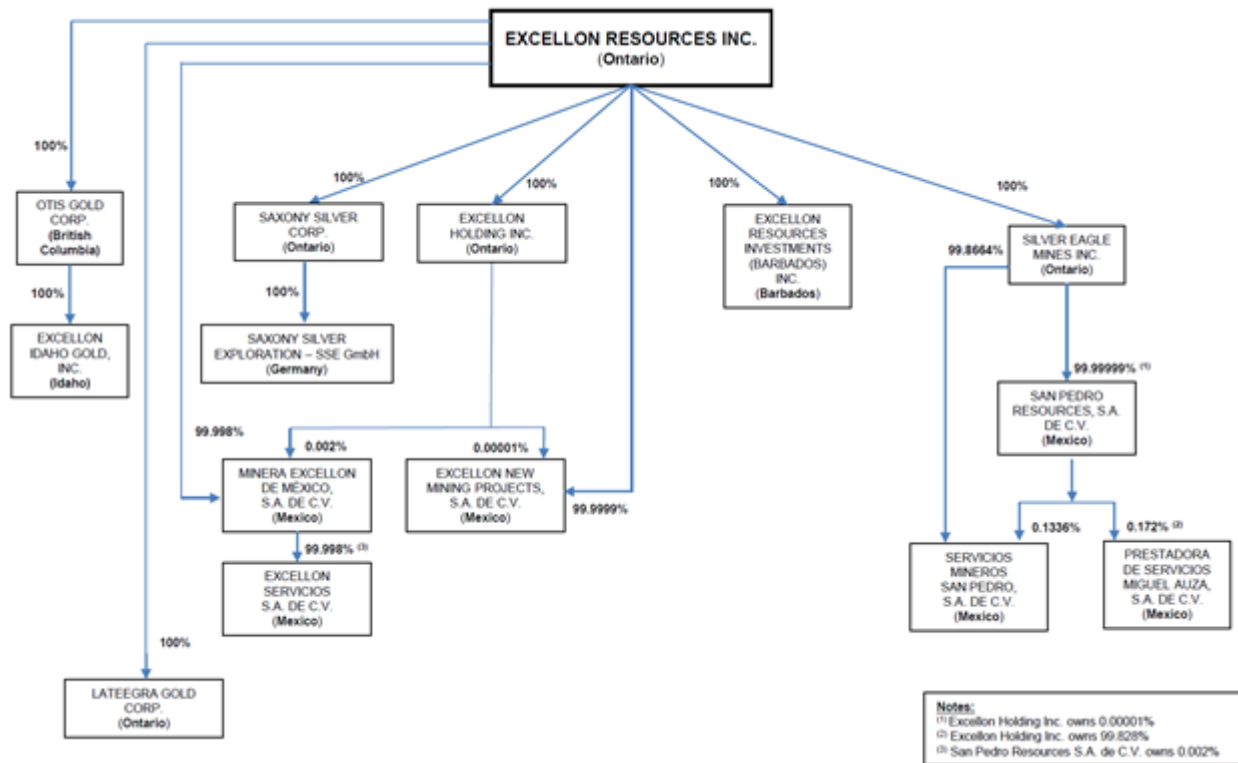 EXCELLON RESOURCES INC.
(Ontario)
100%
100%
100%
100%
100%
OTIS GOLD
CORP.
(British
Columbia)
SAXONY SILVER
CORP.
(Ontario)
EXCELLON
HOLDING INC.
(Ontario)
EXCELLON
RESOURCES
INVESTMENTS
(BARBADOS)
INC.
(Barbados)
SILVER EAGLE
MINES INC.
(Ontario)
99.8664%
100%
100%
EXCELLON
IDAHO GOLD,
INC.
(Idaho)
SAXONY SILVER
EXPLORATION – SSE GmbH
(Germany)
99.99999% (1)
SAN PEDRO
RESOURCES, S.A.
DE C.V.
(Mexico)
99.998%
0.002%
0.00001%
MINERA EXCELLON
DE MÉXICO,
S.A. DE C.V.
(Mexico)
EXCELLON NEW
MINING PROJECTS,
S.A. DE C.V.
(Mexico)
99.9999%
99.998% (3)
0.1336%
0.172% (2)
EXCELLON
SERVICIOS
S.A. DE C.V.
(Mexico)
SERVICIOS
MINEROS
SAN PEDRO,
S.A. DE C.V.
(Mexico)
PRESTADORA
DE SERVICIOS
MIGUEL AUZA,
S.A. DE C.V.
(Mexico)
100%
LATEEGRA GOLD
CORP.
(Ontario)
Notes:
(1) Excellon Holding Inc. owns 0.00001%
(2) Excellon Holding Inc. owns 99.828%
(3) San Pedro Resources S.A. de C.V. owns 0.002%